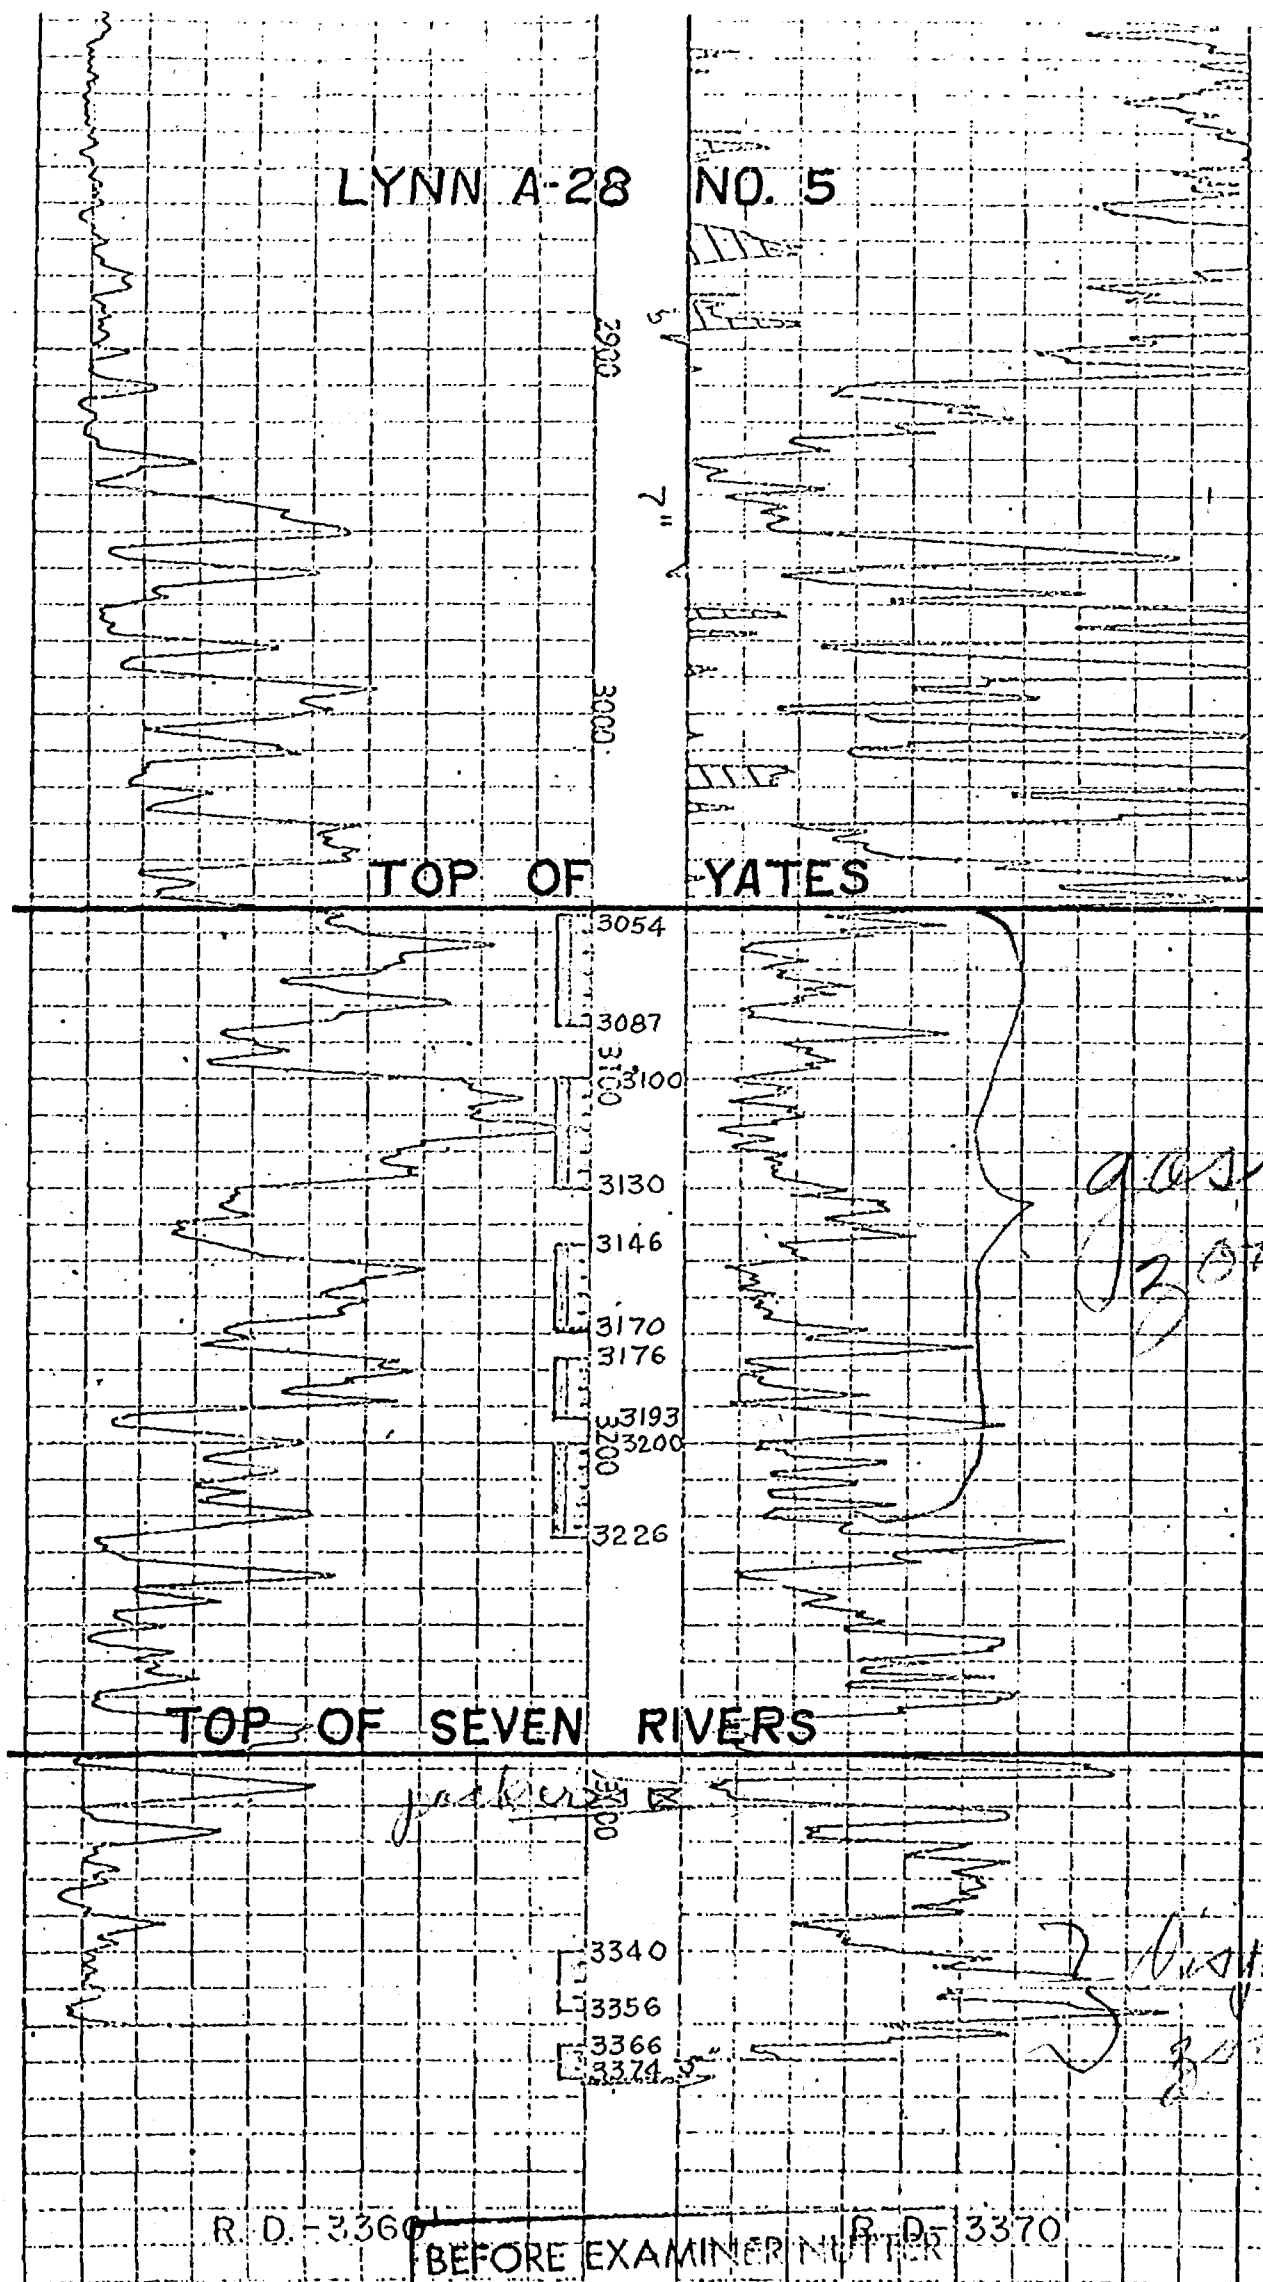 LYNN A-28 NO. 5
2900
5"
7"
3000
TOP OF YATES
3054
3087
3100
3100
3130
3146
gas
3170
3176
3193
3200
3200
3226
TOP OF SEVEN RIVERS
packer
3300
3340
3356
3366
3374 5"
R. D. - 3360
R. D. - 3370
BEFORE EXAMINER NUTTER